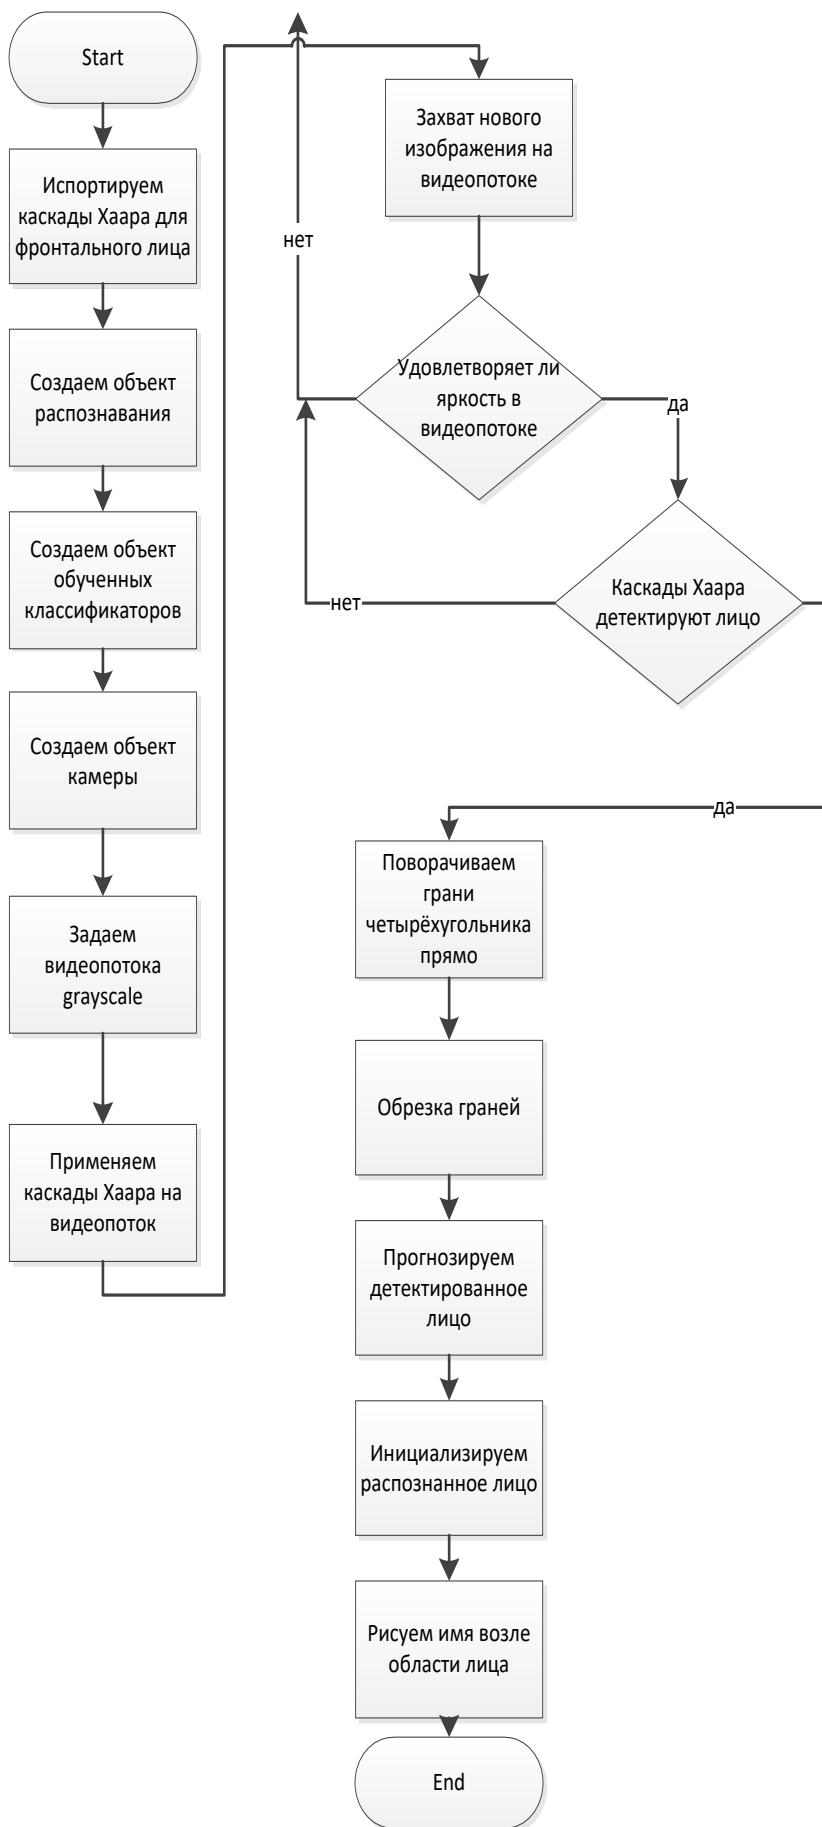 Start
Испортируем
каскады Хаара для
фронтального лица
Создаем объект
распознавания
Создаем объект
обученных
классификаторов
Создаем объект
камеры
Задаем
видеопотока
grayscale
Применяем
каскады Хаара на
видеопоток
Захват нового
изображения на
видеопотоке
нет
Удовлетворяет ли
яркость в
видеопотоке
да
Каскады Хаара
детектируют лицо
нет
да
Поворачиваем
грани
четырёхугольника
прямо
Обрезка граней
Прогнозируем
детектированное
лицо
Инициализируем
распознанное лицо
Рисуем имя возле
области лица
End